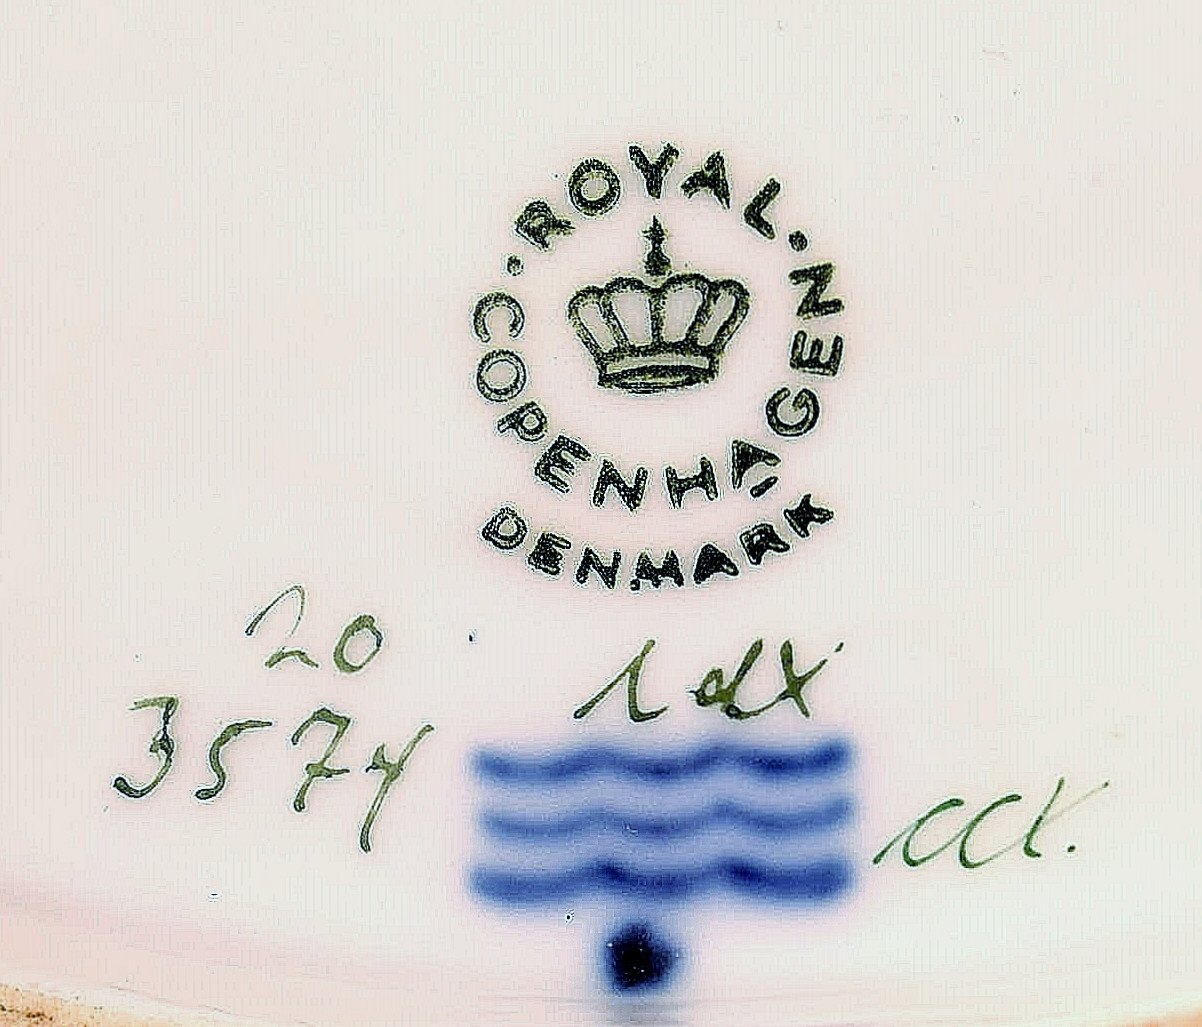 ROYAL
COPENHAGEN
DENMARK
20
3574